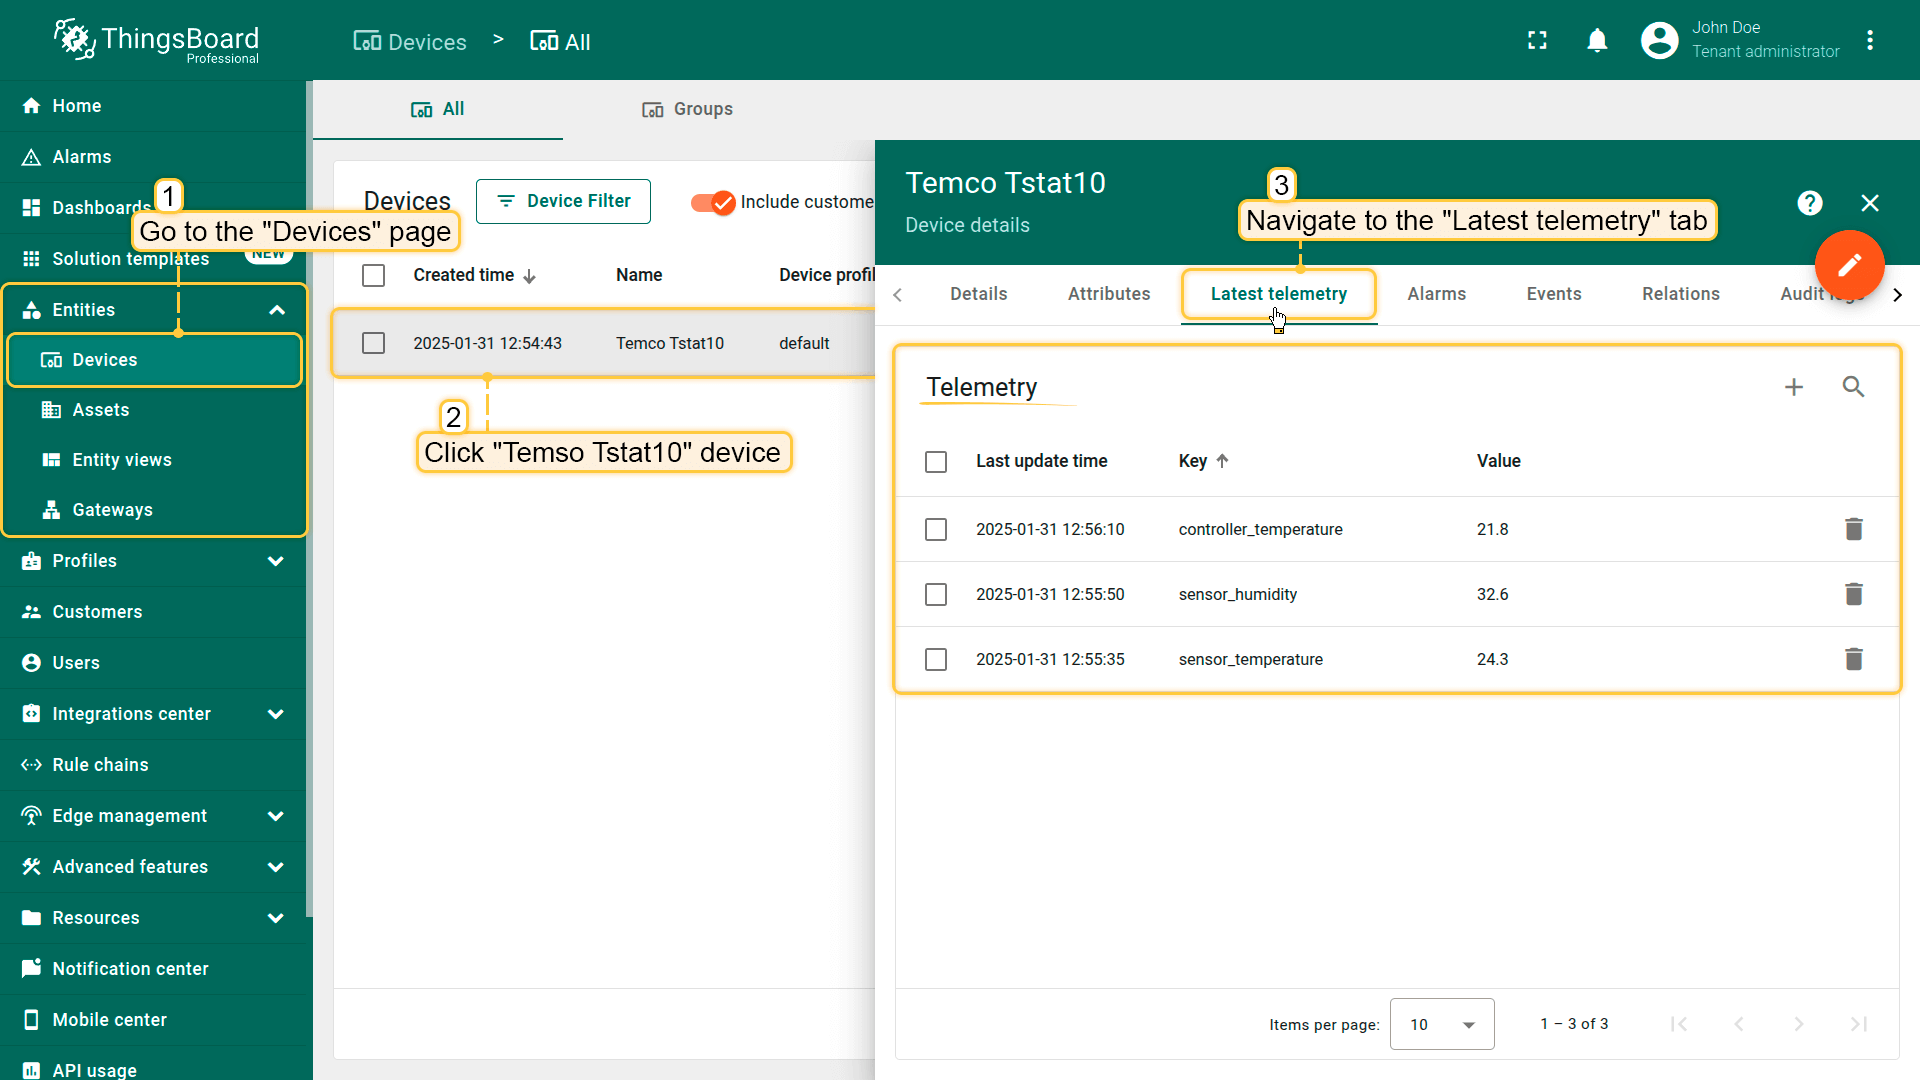 ThingsBoard
Professional
Devices > All
John Doe
Tenant administrator
Home
Alarms
Dashboards
Solution templates
NEW
Entities
Devices
Assets
Entity views
Gateways
Profiles
Customers
Users
Integrations center
Rule chains
Edge management
Advanced features
Resources
Notification center
Mobile center
API usage
1
Go to the "Devices" page
All
Groups
Devices
Device Filter
Include custome
Created time
Name
Device profil
2025-01-31 12:54:43
Temco Tstat10
default
2
Click "Temso Tstat10" device
Temco Tstat10
Device details
3
Navigate to the "Latest telemetry" tab
Details
Attributes
Latest telemetry
Alarms
Events
Relations
Audit
Telemetry
Last update time
Key
Value
2025-01-31 12:56:10
controller_temperature
21.8
2025-01-31 12:55:50
sensor_humidity
32.6
2025-01-31 12:55:35
sensor_temperature
24.3
Items per page:
10
1 – 3 of 3